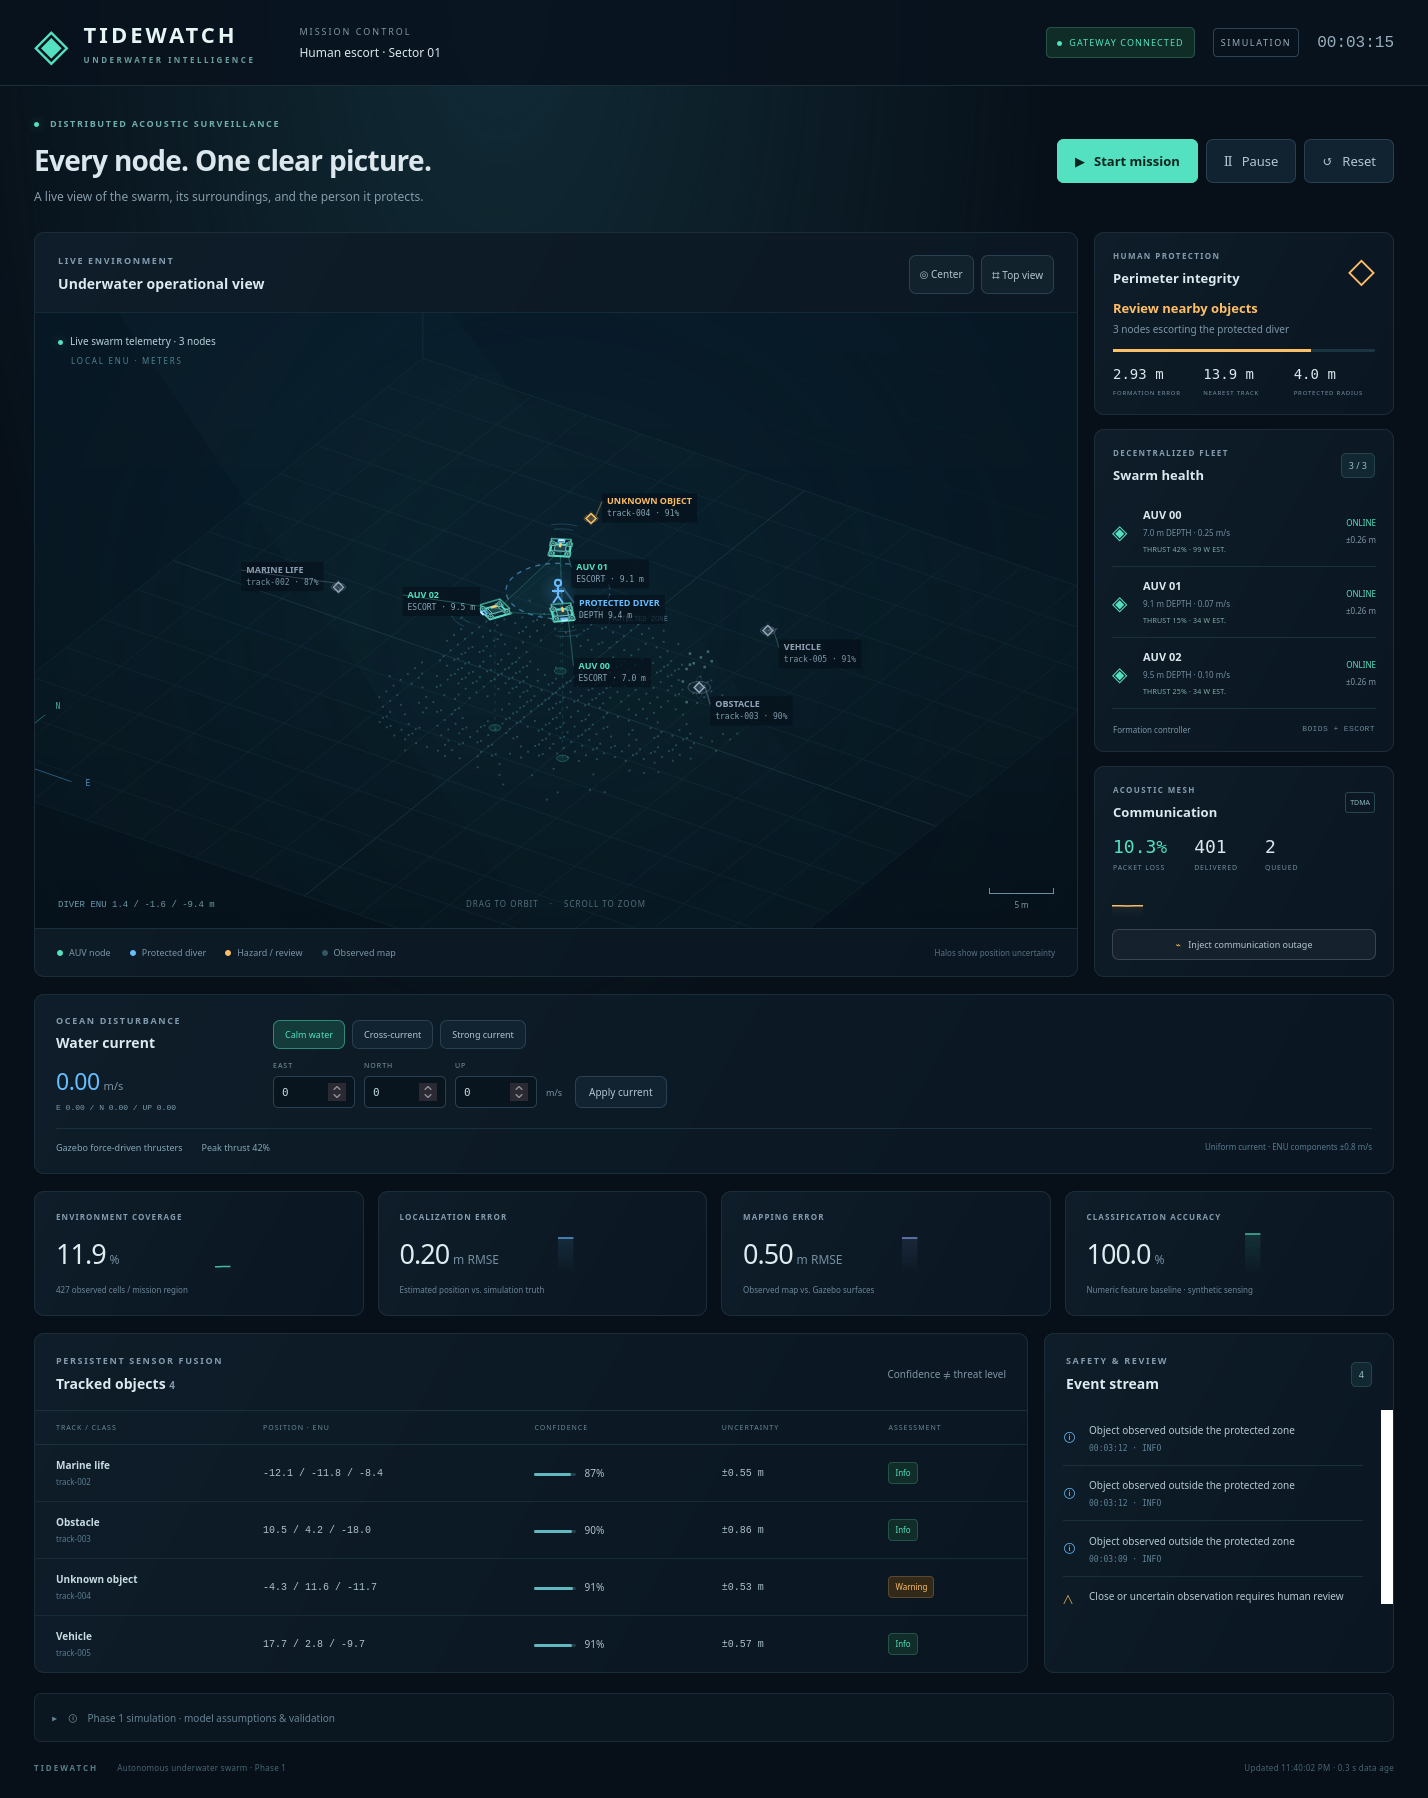 TIDEWATCH
UNDERWATER INTELLIGENCE
MISSION CONTROL
Human escort · Sector 01
GATEWAY CONNECTED
SIMULATION
00:03:15
DISTRIBUTED ACOUSTIC SURVEILLANCE
Every node. One clear picture.
A live view of the swarm, its surroundings, and the person it protects.
▶ Start mission
Ⅱ Pause
↺ Reset
LIVE ENVIRONMENT
Underwater operational view
◎ Center
⌗ Top view
Live swarm telemetry · 3 nodes
LOCAL ENU · METERS
UNKNOWN OBJECT
track-004 · 91%
MARINE LIFE
track-002 · 87%
AUV 01
ESCORT · 9.1 m
AUV 02
ESCORT · 9.5 m
PROTECTED DIVER
DEPTH 9.4 m
VEHICLE
track-005 · 91%
AUV 00
ESCORT · 7.0 m
OBSTACLE
track-003 · 90%
N
E
DIVER ENU 1.4 / -1.6 / -9.4 m
DRAG TO ORBIT · SCROLL TO ZOOM
5 m
AUV node
Protected diver
Hazard / review
Observed map
Halos show position uncertainty
HUMAN PROTECTION
Perimeter integrity
Review nearby objects
3 nodes escorting the protected diver
2.93 m
13.9 m
4.0 m
FORMATION ERROR
NEAREST TRACK
PROTECTED RADIUS
DECENTRALIZED FLEET
Swarm health
3 / 3
AUV 00
7.0 m DEPTH · 0.25 m/s
THRUST 42% · 99 W EST.
ONLINE
±0.26 m
AUV 01
9.1 m DEPTH · 0.07 m/s
THRUST 15% · 34 W EST.
ONLINE
±0.26 m
AUV 02
9.5 m DEPTH · 0.10 m/s
THRUST 25% · 34 W EST.
ONLINE
±0.26 m
Formation controller
BOIDS + ESCORT
ACOUSTIC MESH
Communication
TDMA
10.3%
401
2
PACKET LOSS
DELIVERED
QUEUED
Inject communication outage
OCEAN DISTURBANCE
Water current
0.00 m/s
E 0.00 / N 0.00 / UP 0.00
Calm water
Cross-current
Strong current
EAST
NORTH
UP
0
0
0
m/s
Apply current
Gazebo force-driven thrusters
Peak thrust 42%
Uniform current · ENU components ±0.8 m/s
ENVIRONMENT COVERAGE
11.9 %
427 observed cells / mission region
LOCALIZATION ERROR
0.20 m RMSE
Estimated position vs. simulation truth
MAPPING ERROR
0.50 m RMSE
Observed map vs. Gazebo surfaces
CLASSIFICATION ACCURACY
100.0 %
Numeric feature baseline · synthetic sensing
PERSISTENT SENSOR FUSION
Tracked objects 4
Confidence ≠ threat level
TRACK / CLASS
POSITION · ENU
CONFIDENCE
UNCERTAINTY
ASSESSMENT
Marine life
track-002
-12.1 / -11.8 / -8.4
87%
±0.55 m
Info
Obstacle
track-003
10.5 / 4.2 / -18.0
90%
±0.86 m
Info
Unknown object
track-004
-4.3 / 11.6 / -11.7
91%
±0.53 m
Warning
Vehicle
track-005
17.7 / 2.8 / -9.7
91%
±0.57 m
Info
SAFETY & REVIEW
Event stream
4
Object observed outside the protected zone
00:03:12 · INFO
Object observed outside the protected zone
00:03:12 · INFO
Object observed outside the protected zone
00:03:09 · INFO
Close or uncertain observation requires human review
▸ Phase 1 simulation · model assumptions & validation
TIDEWATCH
Autonomous underwater swarm · Phase 1
Updated 11:40:02 PM · 0.3 s data age